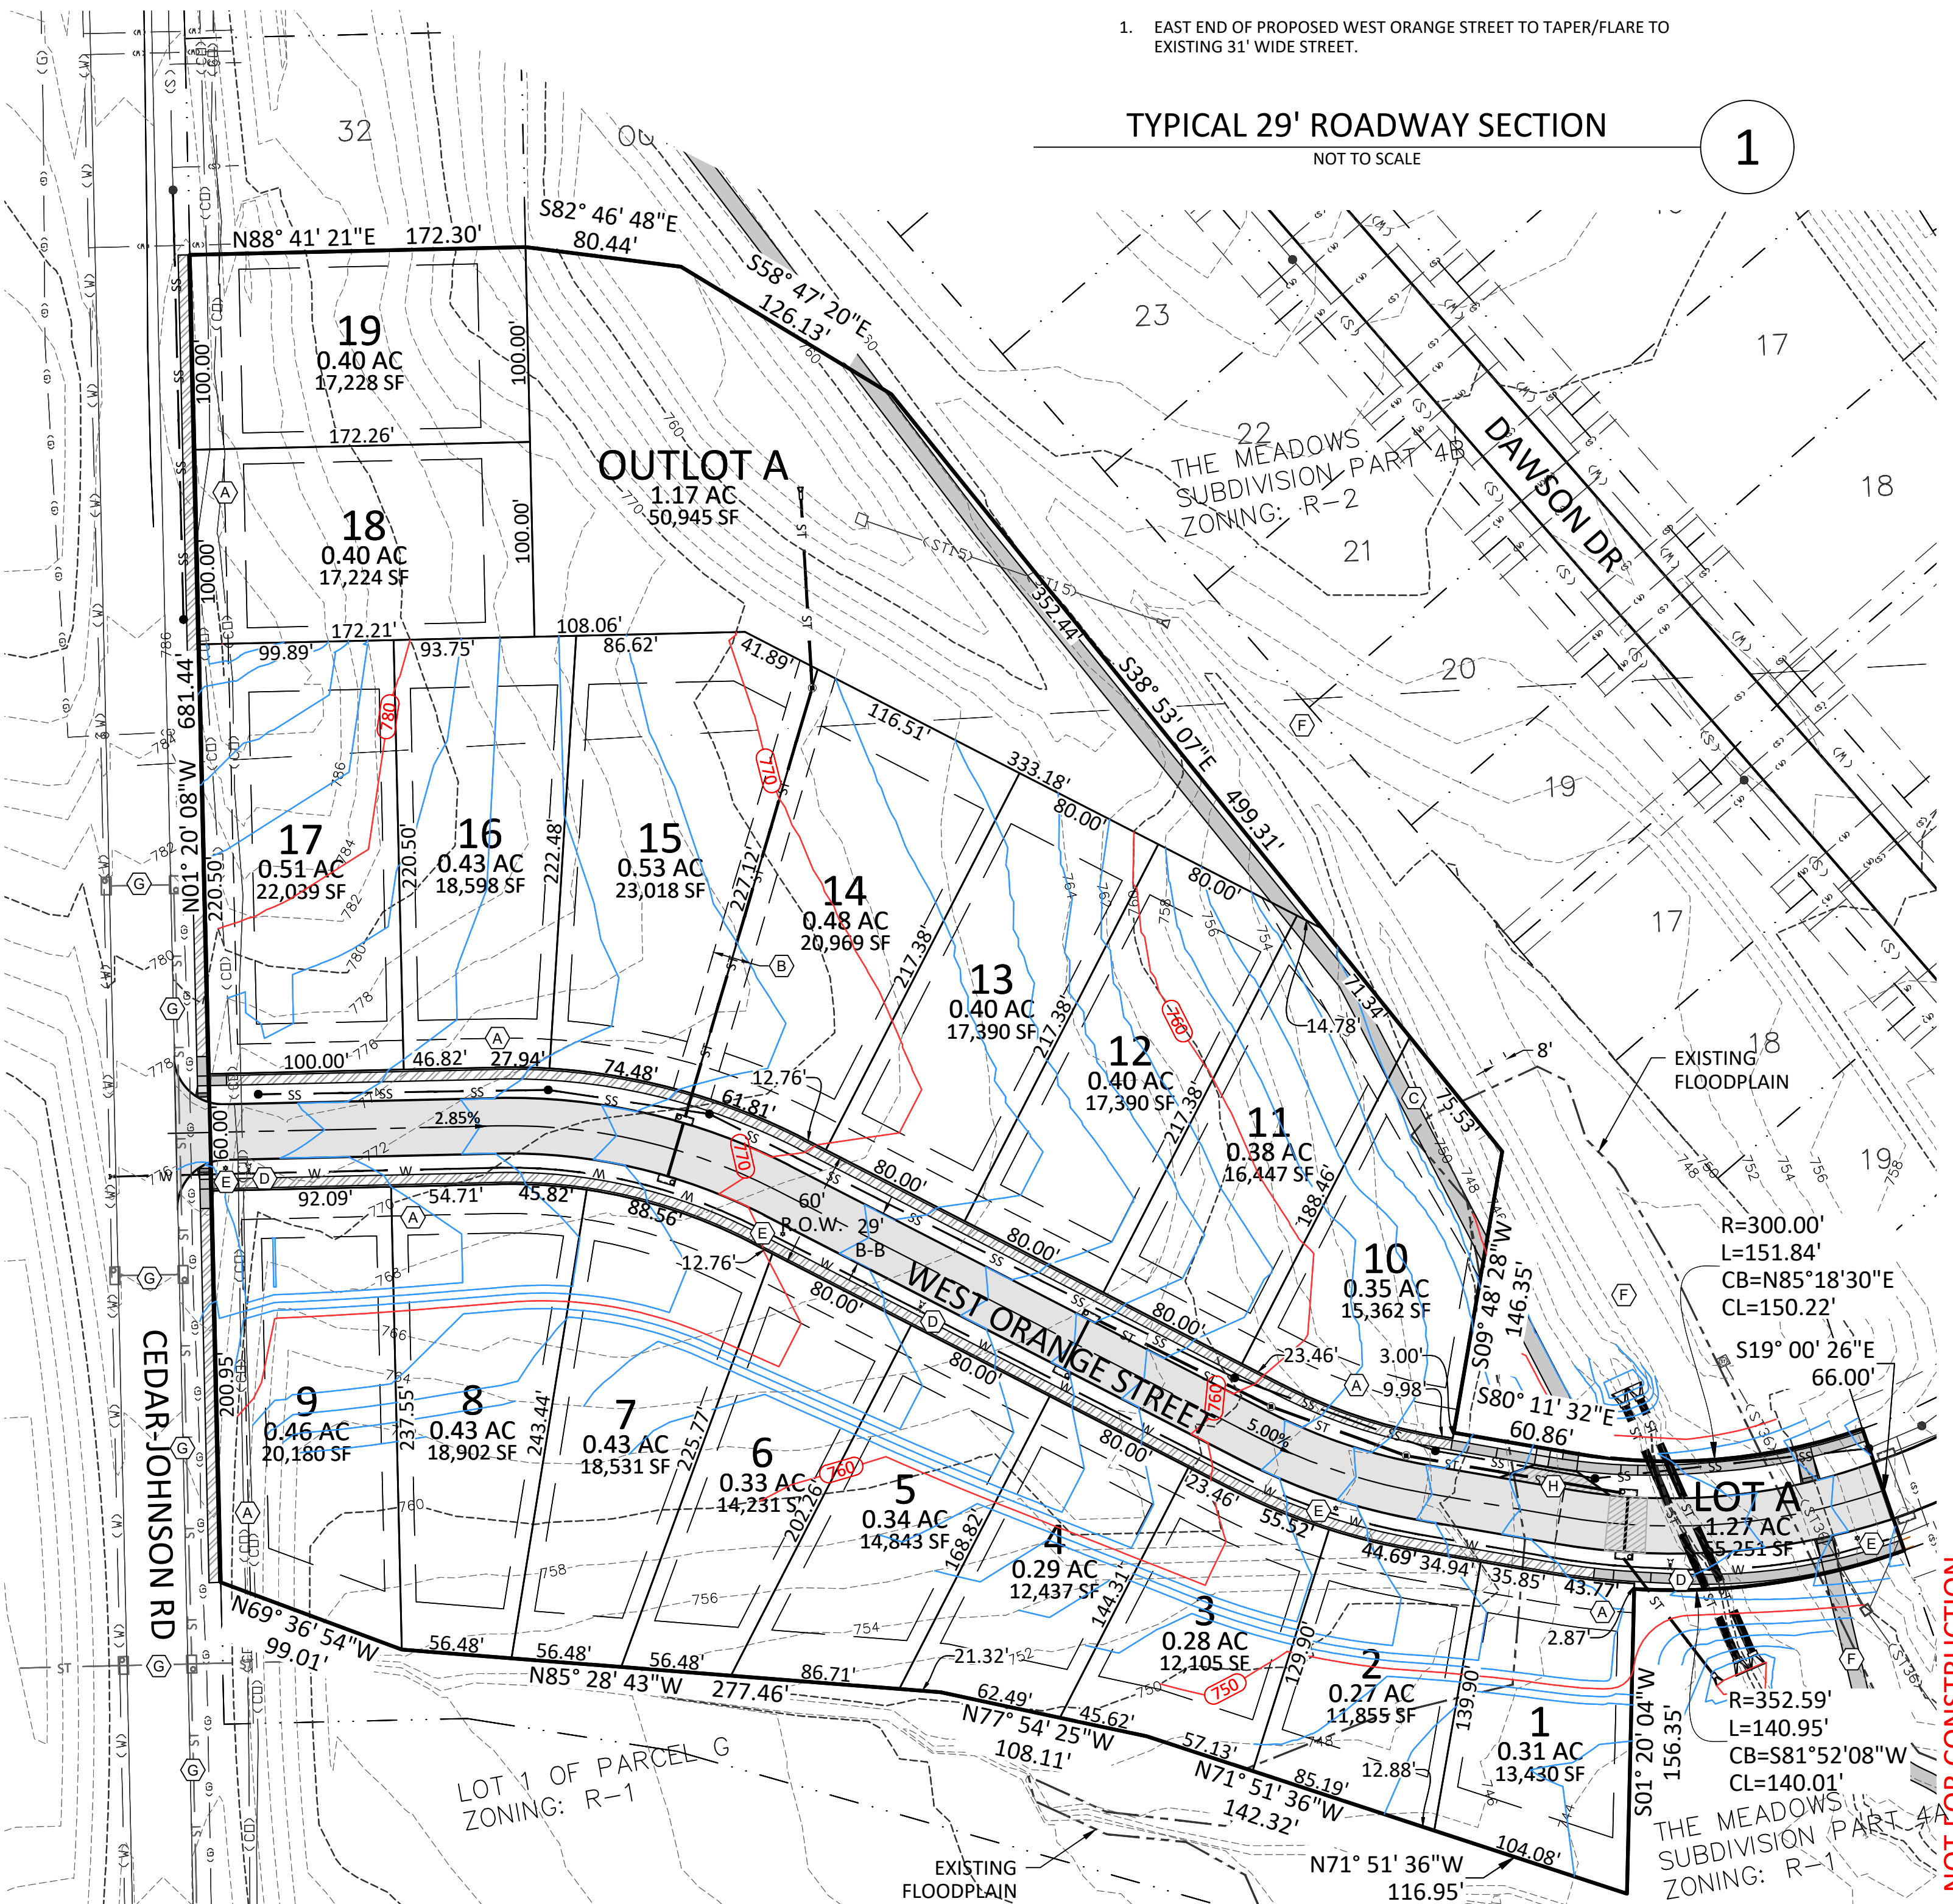 1. EAST END OF PROPOSED WEST ORANGE STREET TO TAPER/FLARE TO
EXISTING 31' WIDE STREET.
TYPICAL 29' ROADWAY SECTION
NOT TO SCALE
1
32
N88° 41' 21"E 172.30'
S82° 46' 48"E
80.44'
S58° 47' 20"E
126.13'
19
0.40 AC
17,228 SF
100.00'
100.00'
172.26'
OUTLOT A
1.17 AC
50,945 SF
18
0.40 AC
17,224 SF
100.00'
100.00'
172.21'
108.06'
99.89'
93.75'
86.62'
41.89'
116.51'
333.18'
80.00'
80.00'
352.44'
S38° 53' 07"E
499.31'
71.34'
75.53'
14.78'
8'
23
22
21
20
19
18
17
THE MEADOWS
SUBDIVISION PART 4B
ZONING: R-2
DAWSON DR
17
18
19
EXISTING
FLOODPLAIN
N01° 20' 08"W 681.44'
220.50'
17
0.51 AC
22,039 SF
220.50'
16
0.43 AC
18,598 SF
222.48'
15
0.53 AC
23,018 SF
227.12'
14
0.48 AC
20,969 SF
217.38'
13
0.40 AC
17,390 SF
217.38'
12
0.40 AC
17,390 SF
217.38'
11
0.38 AC
16,447 SF
188.46'
10
0.35 AC
15,362 SF
S09° 48' 28"W
146.35'
780
770
760
770
760
760
750
100.00'
46.82'
27.94'
74.48'
61.81'
12.76'
80.00'
80.00'
80.00'
23.46'
3.00'
9.98'
60.00'
2.85%
60'
R.O.W.
29'
B-B
WEST ORANGE STREET
5.00%
S80° 11' 32"E
60.86'
R=300.00'
L=151.84'
CB=N85°18'30"E
CL=150.22'
S19° 00' 26"E
66.00'
LOT A
1.27 AC
55,251 SF
92.09'
54.71'
45.82'
88.56'
12.76'
80.00'
80.00'
80.00'
23.46'
55.52'
44.69'
34.94'
35.85'
43.77'
2.87'
CEDAR-JOHNSON RD
200.95'
9
0.46 AC
20,180 SF
237.55'
8
0.43 AC
18,902 SF
243.44'
7
0.43 AC
18,531 SF
225.77'
6
0.33 AC
202.26'
5
0.34 AC
14,843 SF
168.82'
4
0.29 AC
12,437 SF
144.31'
3
0.28 AC
12,105 SF
129.90'
2
0.27 AC
11,855 SF
139.90'
1
0.31 AC
13,430 SF
S01° 20' 04"W
156.35'
R=352.59'
L=140.95'
CB=S81°52'08"W
CL=140.01'
N69° 36' 54"W
99.01'
56.48'
56.48'
56.48'
86.71'
21.32'
N85° 28' 43"W 277.46'
62.49'
45.62'
N77° 54' 25"W
108.11'
57.13'
85.19'
12.88'
N71° 51' 36"W
142.32'
104.08'
N71° 51' 36"W
116.95'
LOT 1 OF PARCEL G
ZONING: R-1
EXISTING
FLOODPLAIN
THE MEADOWS
SUBDIVISION PART 4A
ZONING: R-1
NOT FOR CONSTRUCTION